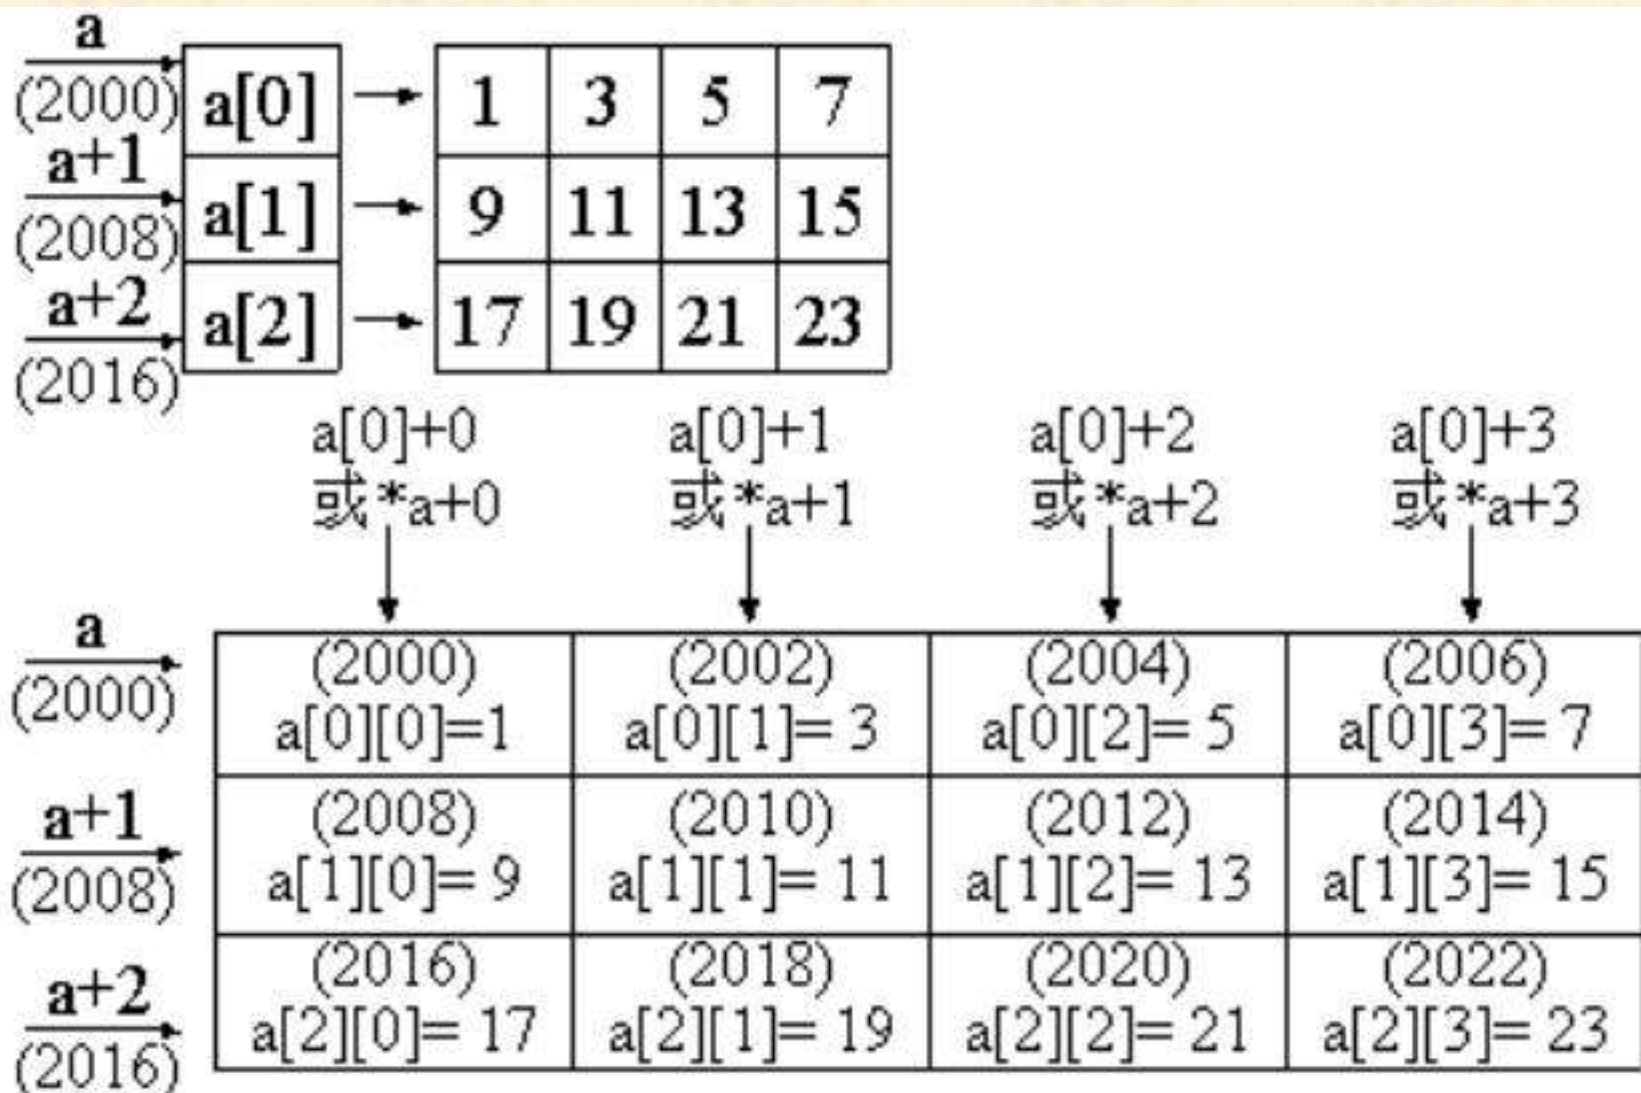 a
(2000) a[0] 1 3 5 7
a+1
(2008) a[1] 9 11 13 15
a+2
(2016) a[2] 17 19 21 23
a[0]+0 a[0]+1 a[0]+2 a[0]+3
或*a+0 或*a+1 或*a+2 或*a+3
a (2000) (2002) (2004) (2006)
(2000) a[0][0]=1 a[0][1]= 3 a[0][2]= 5 a[0][3]= 7
a+1 (2008) (2010) (2012) (2014)
(2008) a[1][0]= 9 a[1][1]= 11 a[1][2]= 13 a[1][3]= 15
a+2 (2016) (2018) (2020) (2022)
(2016) a[2][0]= 17 a[2][1]= 19 a[2][2]= 21 a[2][3]= 23